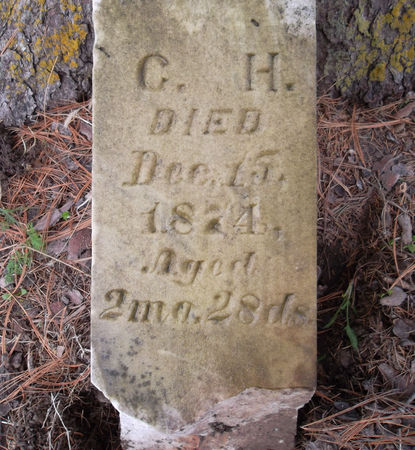 G. H.
DIED
Dec. 15.
1874,
Aged
2mo. 28ds